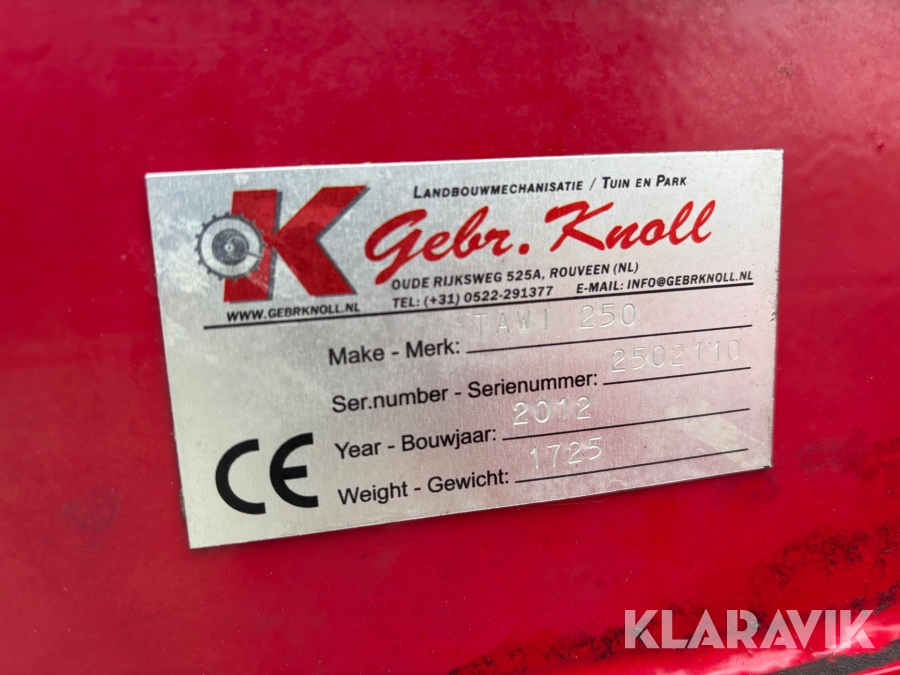 K
LANDBOUWMECHANISATIE / TUIN EN PARK
Gebr. Knoll
OUDE RIJKSWEG 525A, ROUVEEN (NL)
TEL: (+31) 0522-291377 E-MAIL: INFO@GEBRKNOLL.NL
WWW.GEBRKNOLL.NL
Make - Merk: TAWI 250
Ser.number - Serienummer: 2502110
Year - Bouwjaar: 2012
Weight - Gewicht: 1725
CE
KLARAVIK